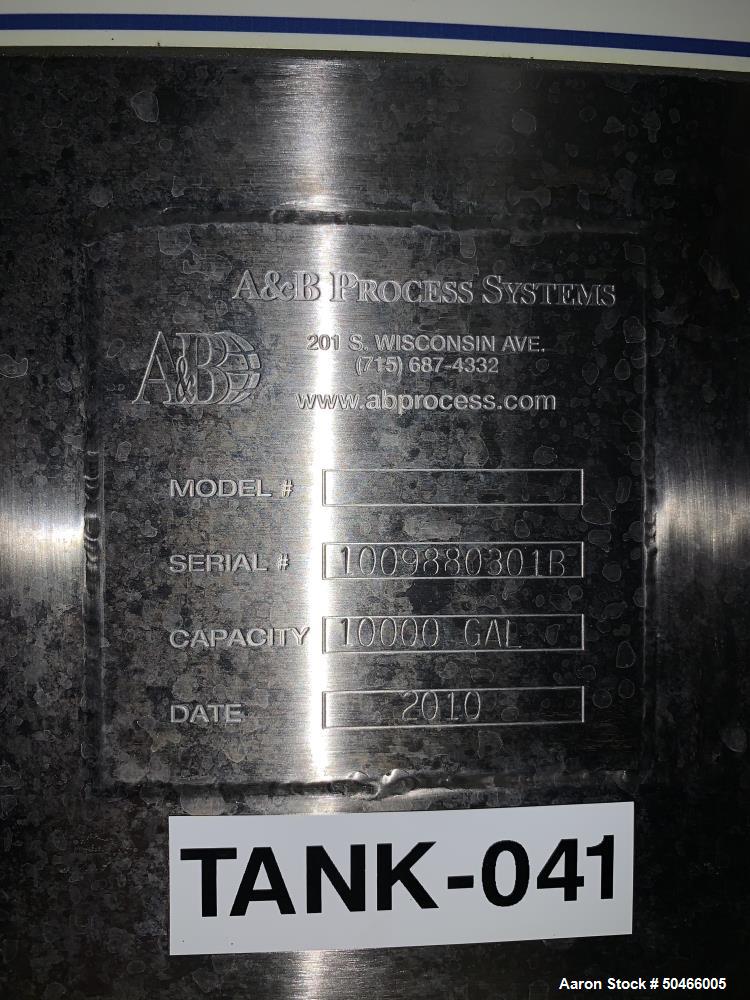 A&B PROCESS SYSTEMS
A&B
201 S. WISCONSIN AVE.
(715) 687-4332
www.abprocess.com
MODEL #
SERIAL # 1009880301B
CAPACITY 10000 GAL
DATE 2010
TANK-041
Aaron Stock # 50466005